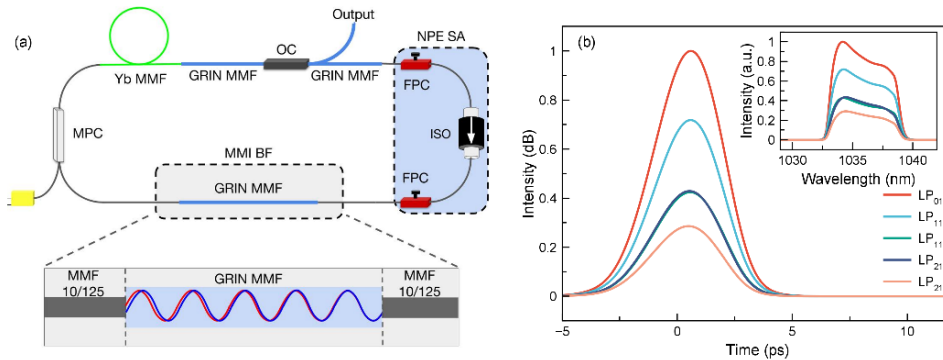 (a)
Output
OC
NPE SA
Yb MMF
GRIN MMF
GRIN MMF
FPC
MPC
ISO
MMI BF
GRIN MMF
FPC
MMF
10/125
GRIN MMF
MMF
10/125
(b)
Intensity (dB)
1
0.8
0.6
0.4
0.2
0
-5
0
5
10
Time (ps)
Intensity (a.u.)
1
0.8
0.6
0.4
0.2
0
1030
1035
1040
Wavelength (nm)
LP01
LP11
LP11
LP21
LP21